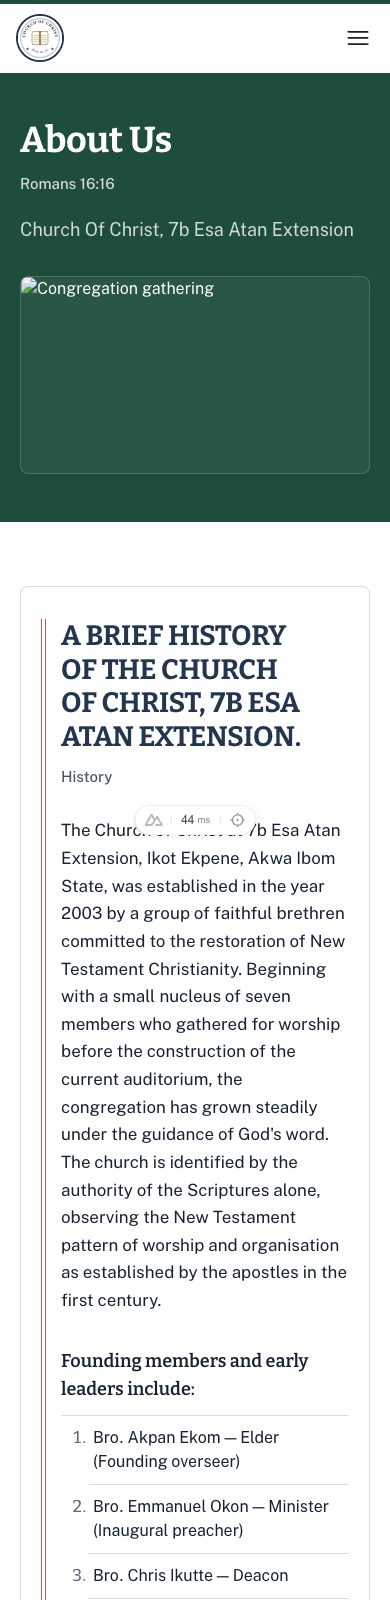 CHURCH OF CHRIST
About Us
Romans 16:16
Church Of Christ, 7b Esa Atan Extension
Congregation gathering
A BRIEF HISTORY
OF THE CHURCH
OF CHRIST, 7B ESA
ATAN EXTENSION.
History
44 ms
The Church of Christ at 7b Esa Atan
Extension, Ikot Ekpene, Akwa Ibom
State, was established in the year
2003 by a group of faithful brethren
committed to the restoration of New
Testament Christianity. Beginning
with a small nucleus of seven
members who gathered for worship
before the construction of the
current auditorium, the
congregation has grown steadily
under the guidance of God's word.
The church is identified by the
authority of the Scriptures alone,
observing the New Testament
pattern of worship and organisation
as established by the apostles in the
first century.
Founding members and early
leaders include:
1. Bro. Akpan Ekom — Elder
(Founding overseer)
2. Bro. Emmanuel Okon — Minister
(Inaugural preacher)
3. Bro. Chris Ikutte — Deacon